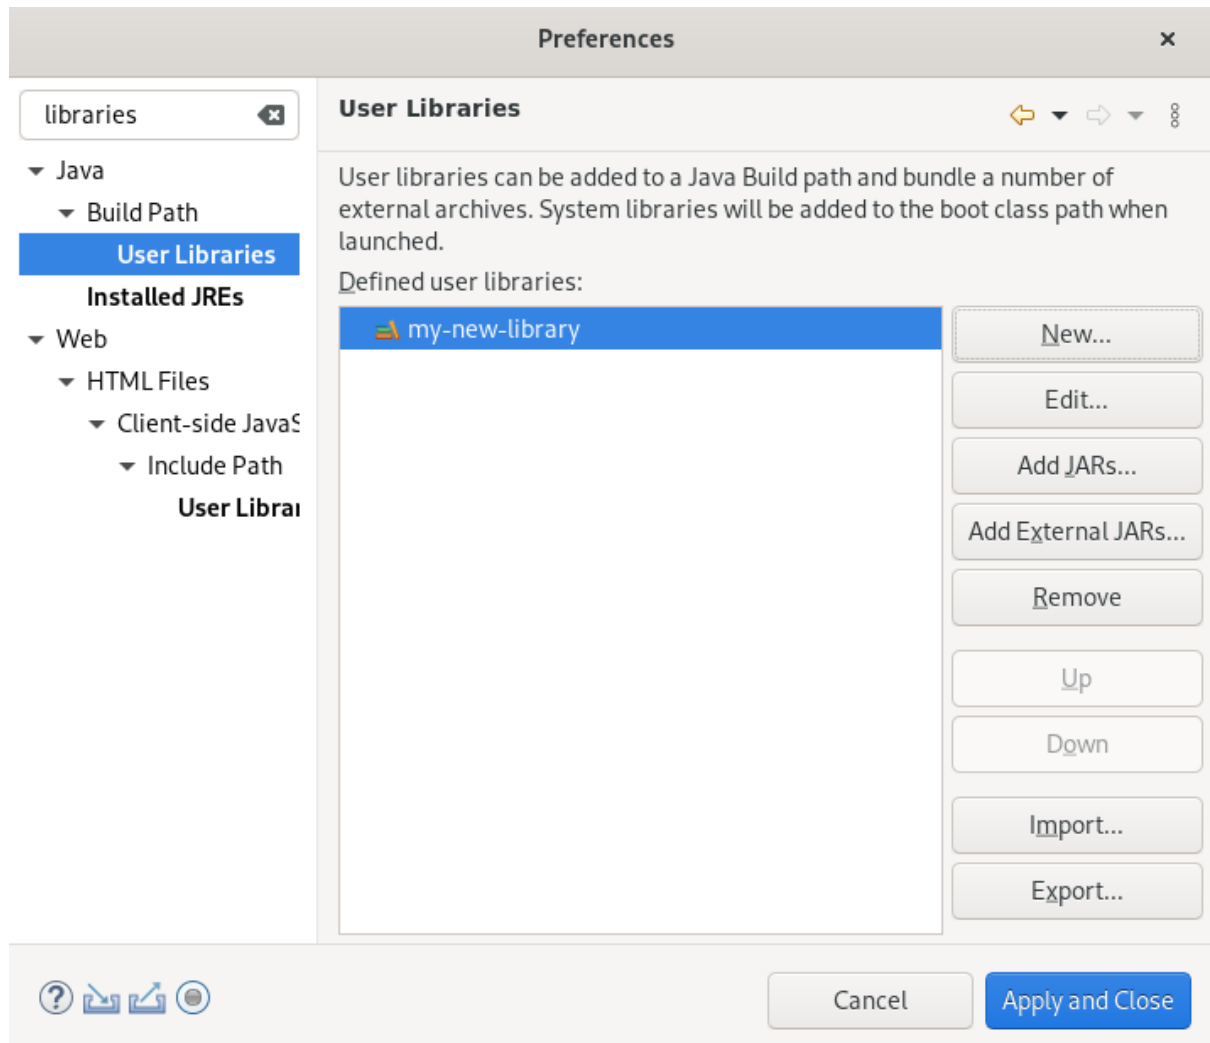 Preferences
libraries
Java
Build Path
User Libraries
Installed JREs
Web
HTML Files
Client-side JavaS
Include Path
User Librar
User Libraries
User libraries can be added to a Java Build path and bundle a number of
external archives. System libraries will be added to the boot class path when
launched.
Defined user libraries:
my-new-library
New...
Edit...
Add JARs...
Add External JARs...
Remove
Up
Down
Import...
Export...
Cancel
Apply and Close